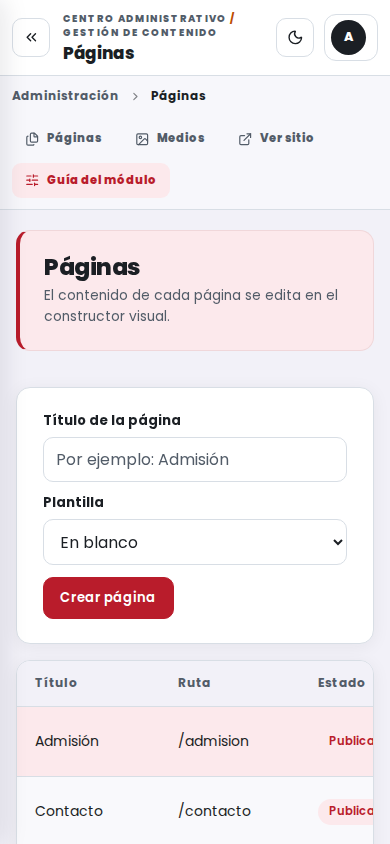 CENTRO ADMINISTRATIVO /
GESTIÓN DE CONTENIDO
Páginas
A
Administración > Páginas
Páginas Medios Ver sitio
Guía del módulo
Páginas
El contenido de cada página se edita en el
constructor visual.
Título de la página
Por ejemplo: Admisión
Plantilla
En blanco
Crear página
Título Ruta Estado
Admisión /admision Publica
Contacto /contacto Publica